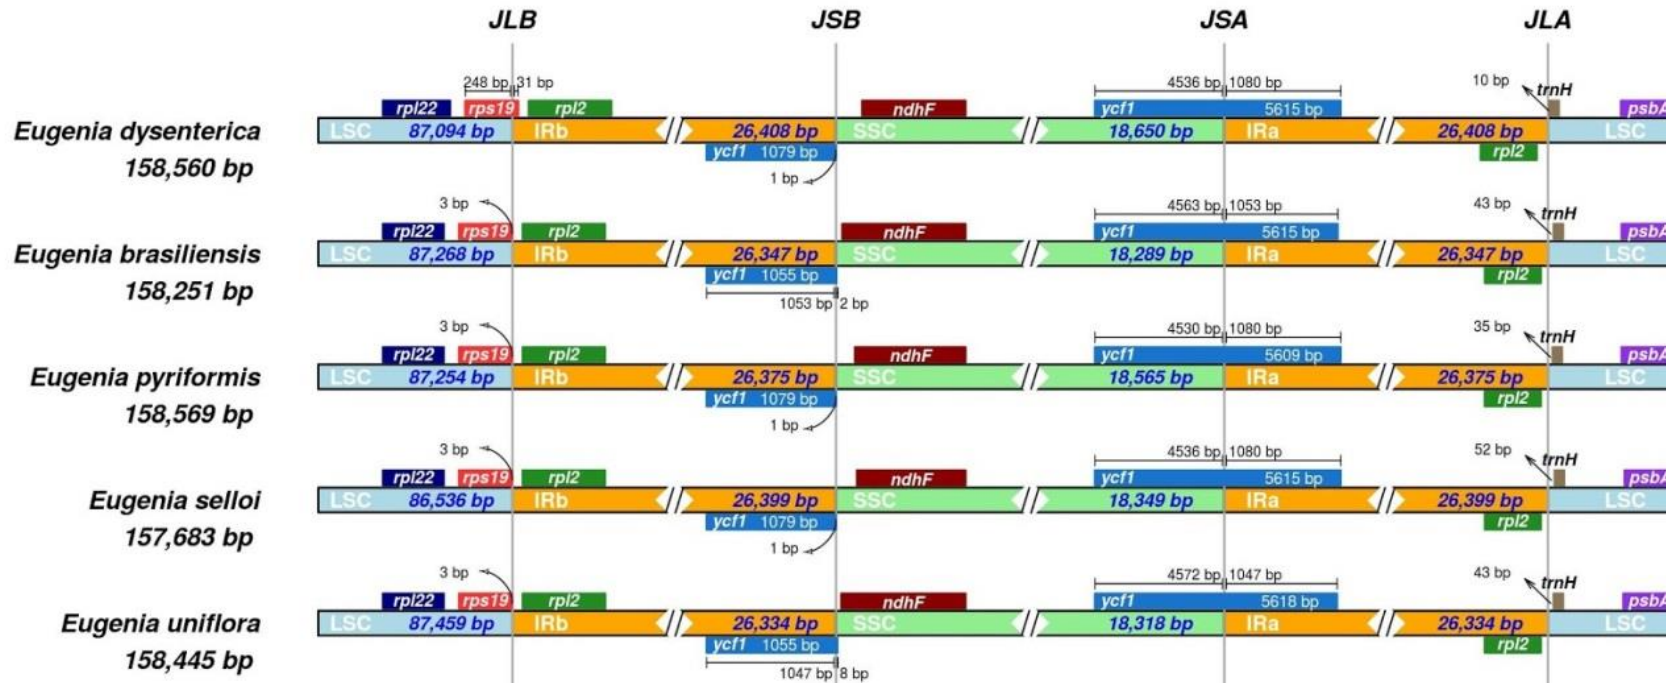 JLB JSB JSA JLA
248 bp 31 bp 4536 bp 1080 bp 10 bp trnH
rpl22 rps19 rpl2 ndhF ycf1 5615 bp psbA
Eugenia dysenterica LSC 87,094 bp IRb 26,408 bp SSC 18,650 bp IRa 26,408 bp LSC
158,560 bp ycf1 1079 bp rpl2
1 bp
3 bp 4563 bp 1053 bp 43 bp trnH
rpl22 rps19 rpl2 ndhF ycf1 5615 bp psbA
Eugenia brasiliensis LSC 87,268 bp IRb 26,347 bp SSC 18,289 bp IRa 26,347 bp LSC
158,251 bp ycf1 1055 bp rpl2
1053 bp 2 bp
3 bp 4530 bp 1080 bp 35 bp trnH
rpl22 rps19 rpl2 ndhF ycf1 5609 bp psbA
Eugenia pyriformis LSC 87,254 bp IRb 26,375 bp SSC 18,565 bp IRa 26,375 bp LSC
158,569 bp ycf1 1079 bp rpl2
1 bp
3 bp 4536 bp 1080 bp 52 bp trnH
rpl22 rps19 rpl2 ndhF ycf1 5615 bp psbA
Eugenia selloi LSC 86,536 bp IRb 26,399 bp SSC 18,349 bp IRa 26,399 bp LSC
157,683 bp ycf1 1079 bp rpl2
1 bp
3 bp 4572 bp 1047 bp 43 bp trnH
rpl22 rps19 rpl2 ndhF ycf1 5618 bp psbA
Eugenia uniflora LSC 87,459 bp IRb 26,334 bp SSC 18,318 bp IRa 26,334 bp LSC
158,445 bp ycf1 1055 bp rpl2
1047 bp 8 bp